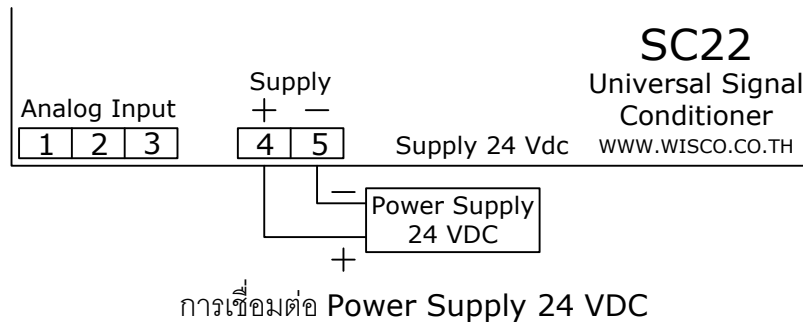 SC22
Universal Signal
Conditioner
WWW.WISCO.CO.TH
Supply
+ −
Analog Input
1 2 3
4 5
Supply 24 Vdc
−
Power Supply
24 VDC
+
การเชื่อมต่อ Power Supply 24 VDC